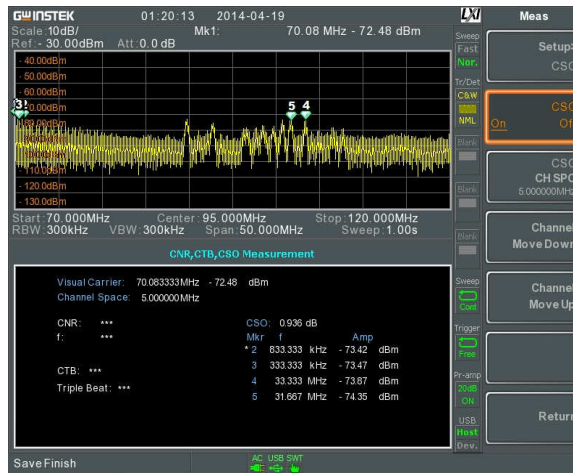 GWINSTEK 01:20:13 2014-04-19 LXI Meas
Scale:10dB/ Mk1: 70.08 MHz - 72.48 dBm
Ref:- 30.00dBm Att:0.0 dB
- 40.00dBm
- 50.00dBm
- 60.00dBm
- 110.0dBm
- 120.0dBm
- 130.0dBm
3
5 4
Start:70.000MHz Center:95.000MHz Stop:120.000MHz
RBW:300kHz VBW:300kHz Span:50.000MHz Sweep:1.00s
CNR,CTB,CSO Measurement
Visual Carrier: 70.083333MHz - 72.48 dBm
Channel Space: 5.000000MHz
CNR: ***
f: ***
CTB: ***
Triple Beat: ***
CSO: 0.936 dB
Mkr f Amp
* 2 833.333 kHz - 73.42 dBm
3 333.333 kHz - 73.47 dBm
4 33.333 MHz - 73.87 dBm
5 31.667 MHz - 74.35 dBm
Save Finish
AC USB SWT
Sweep
Fast
Nor.
Tr/Det
C&W
NML
Blank
Blank
Blank
Sweep
Cont
Trigger
Free
Pr-amp
20dB
ON
USB
Host
Dev.
Setup>
CSO
CSO
On Of
CSO
CH SPC
5.000000MHz
Channel
Move Down
Channel
Move Up
Return